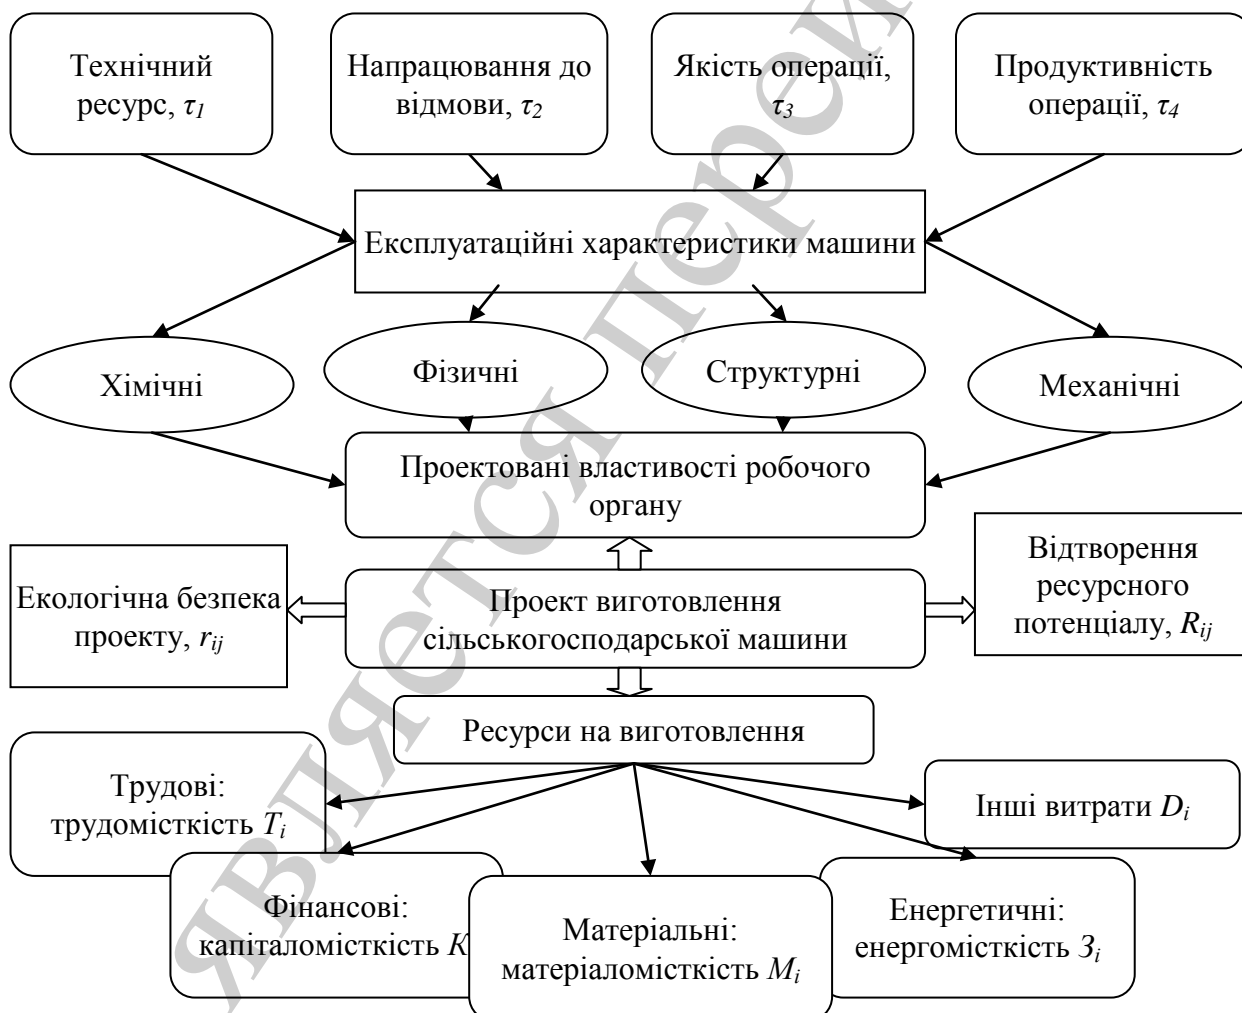 Технічний
ресурс, τ1
Напрацювання до
відмови, τ2
Якість операції,
τ3
Продуктивність
операції, τ4
Експлуатаційні характеристики машини
Хімічні
Фізичні
Структурні
Механічні
Проектовані властивості робочого
органу
Екологічна безпека
проекту, rij
Проект виготовлення
сільськогосподарської машини
Відтворення
ресурсного
потенціалу, Rij
Ресурси на виготовлення
Трудові:
трудомісткість Ti
Інші витрати Di
Фінансові:
капіталомісткість К
Матеріальні:
матеріаломісткість Mi
Енергетичні:
енергомісткість Зi
является